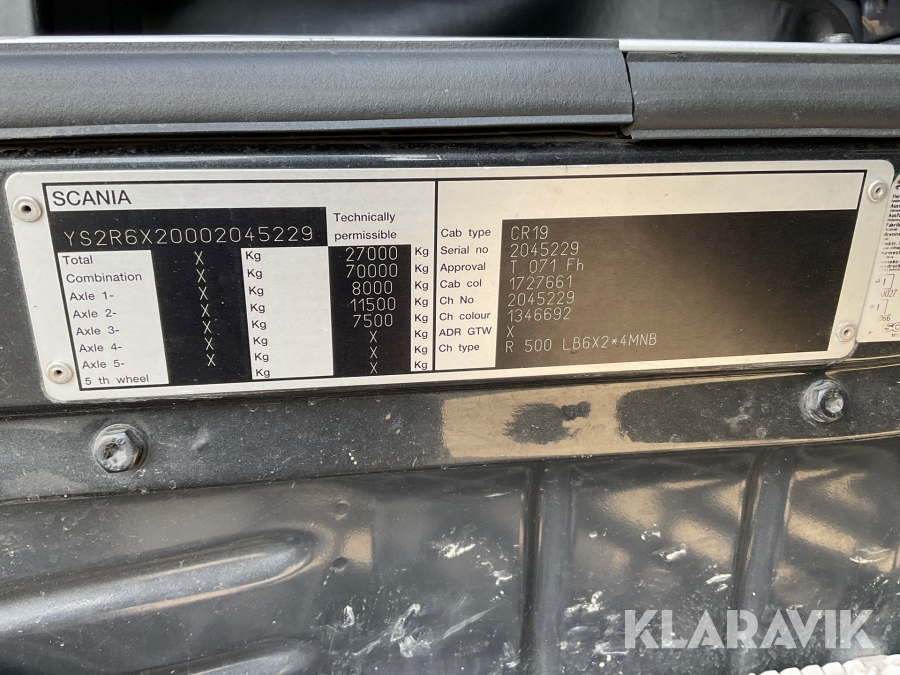 SCANIA
YS2R6X20002045229
Technically
permissible
Total X Kg 27000 Kg
Combination X Kg 70000 Kg
Axle 1- X Kg 8000 Kg
Axle 2- X Kg 11500 Kg
Axle 3- X Kg 7500 Kg
Axle 4- X Kg X Kg
Axle 5- X Kg X Kg
5 th wheel X Kg X Kg
Cab type CR19
Serial no 2045229
Approval T 071 Fh
Cab col 1727661
Ch No 2045229
Ch colour 1346692
ADR GTW X
Ch type R 500 LB6X2*4MNB
KLARAVIK